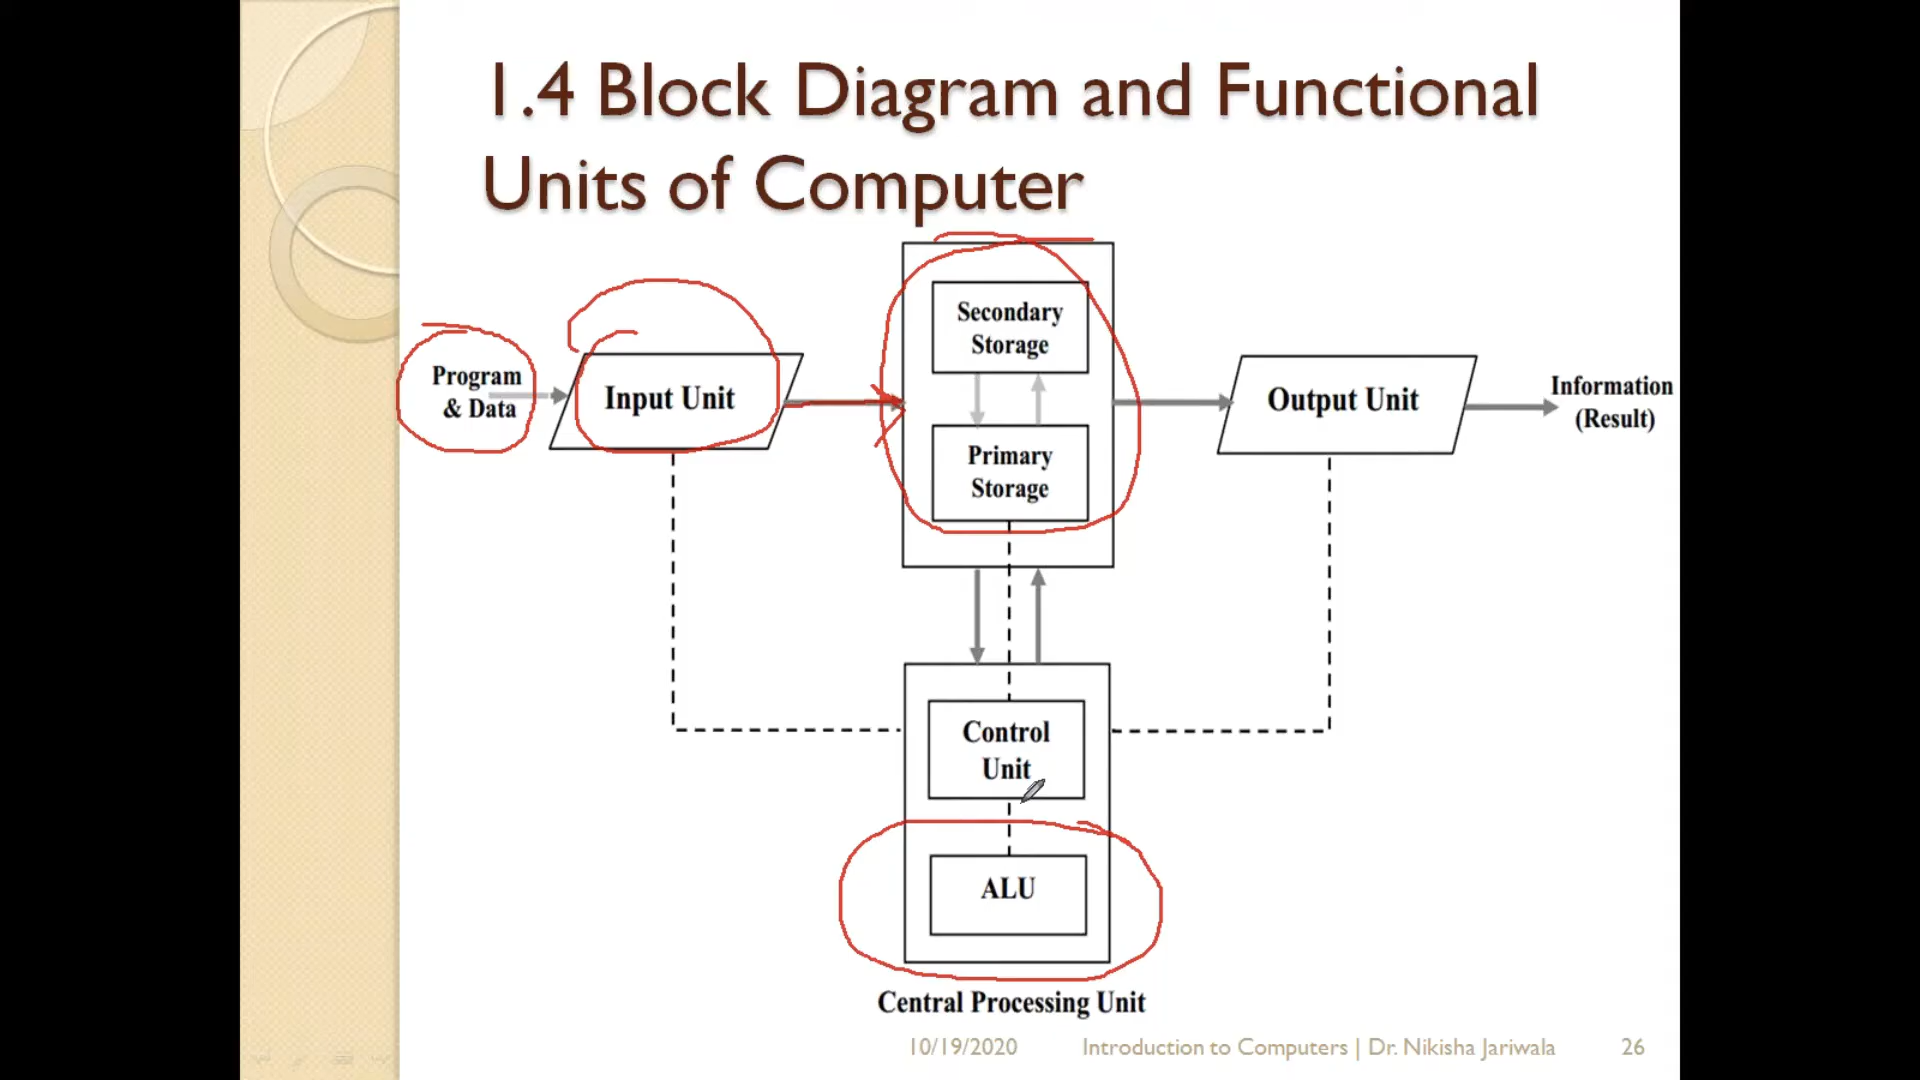 1.4 Block Diagram and Functional
Units of Computer
Program
& Data
Input Unit
Secondary
Storage
Primary
Storage
Output Unit
Information
(Result)
Control
Unit
ALU
Central Processing Unit
10/19/2020
Introduction to Computers | Dr. Nikisha Jariwala
26